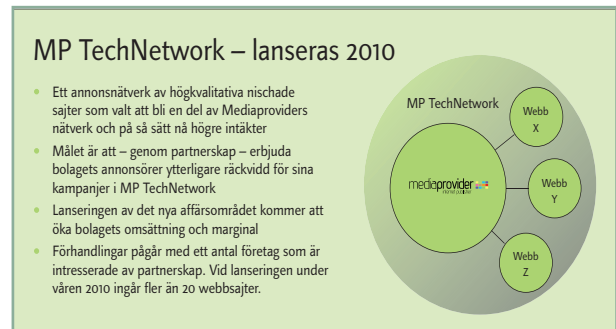 MP TechNetwork – lanseras 2010
• Ett annonsnätverk av högkvalitativa nischade
sajter som valt att bli en del av Mediaproviders
nätverk och på så sätt nå högre intäkter
• Målet är att – genom partnerskap – erbjuda
bolagets annonsörer ytterligare räckvidd för sina
kampanjer i MP TechNetwork
• Lanseringen av det nya affärsområdet kommer att
öka bolagets omsättning och marginal
• Förhandlingar pågår med ett antal företag som är
intresserade av partnerskap. Vid lanseringen under
våren 2010 ingår fler än 20 webbsajter.
MP TechNetwork
Webb
X
mediaprovider
internet publisher
Webb
Y
Webb
Z